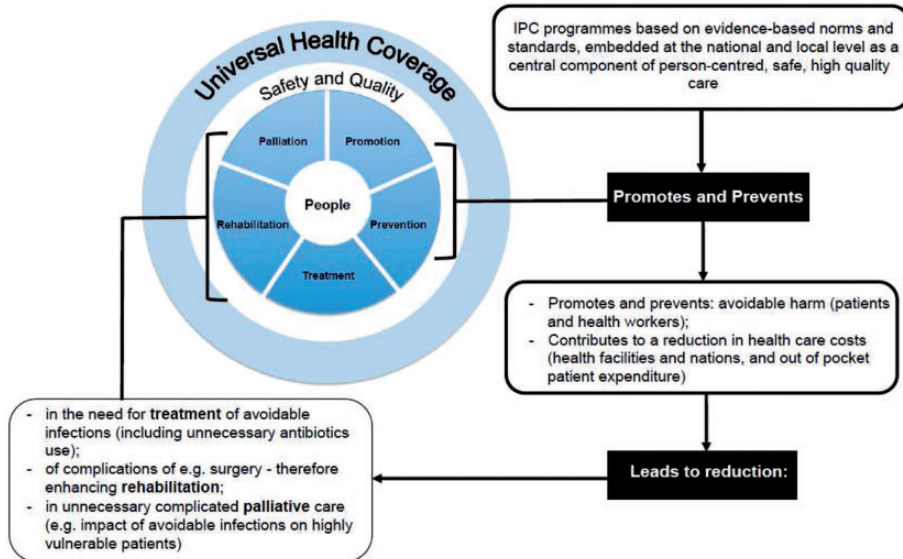 Universal Health Coverage
Safety and Quality
Palliation
Promotion
People
Rehabilitation
Prevention
Treatment
IPC programmes based on evidence-based norms and
standards, embedded at the national and local level as a
central component of person-centred, safe, high quality
care
Promotes and Prevents
- Promotes and prevents: avoidable harm (patients
and health workers);
- Contributes to a reduction in health care costs
(health facilities and nations, and out of pocket
patient expenditure)
Leads to reduction:
- in the need for treatment of avoidable
infections (including unnecessary antibiotics
use);
- of complications of e.g. surgery - therefore
enhancing rehabilitation;
- in unnecessary complicated palliative care
(e.g. impact of avoidable infections on highly
vulnerable patients)